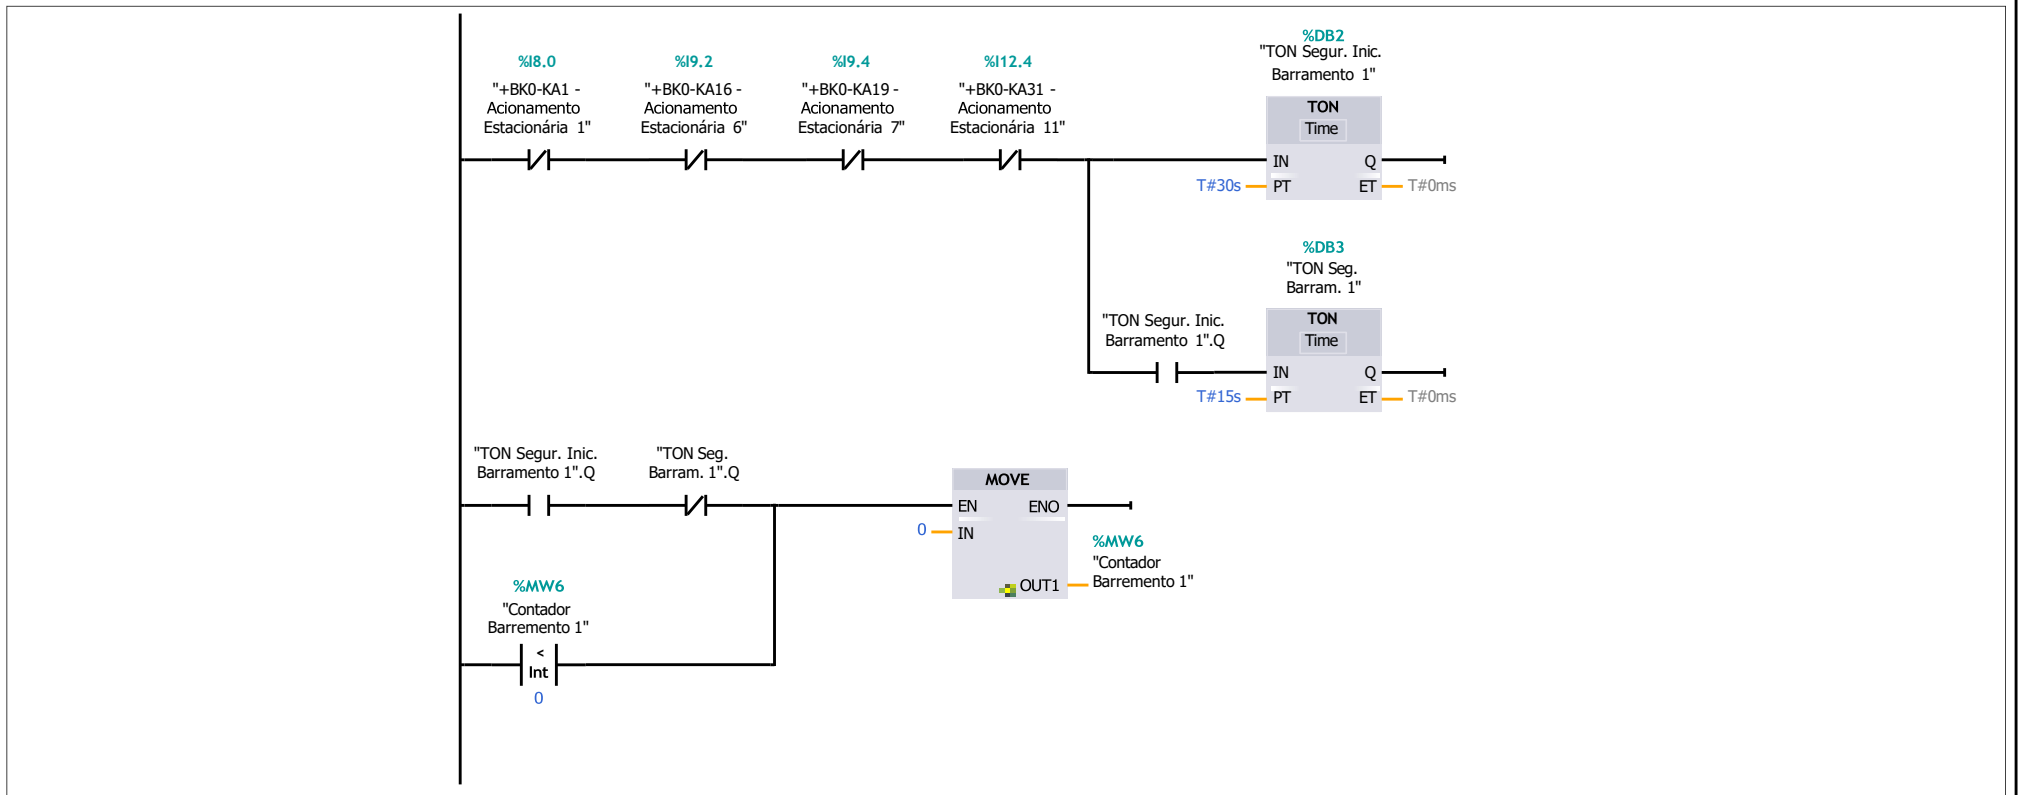 %DB2
"TON Segur. Inic.
Barramento 1"
%I8.0
"+BK0-KA1 -
Acionamento
Estacionária 1"
%I9.2
"+BK0-KA16 -
Acionamento
Estacionária 6"
%I9.4
"+BK0-KA19 -
Acionamento
Estacionária 7"
%I12.4
"+BK0-KA31 -
Acionamento
Estacionária 11"
TON
Time
IN
Q
T#30s
PT
ET
T#0ms
%DB3
"TON Seg.
Barram. 1"
"TON Segur. Inic.
Barramento 1".Q
TON
Time
IN
Q
T#15s
PT
ET
T#0ms
"TON Segur. Inic.
Barramento 1".Q
"TON Seg.
Barram. 1".Q
MOVE
EN
ENO
0
IN
%MW6
"Contador
Barremento 1"
OUT1
%MW6
"Contador
Barremento 1"
<
Int
0